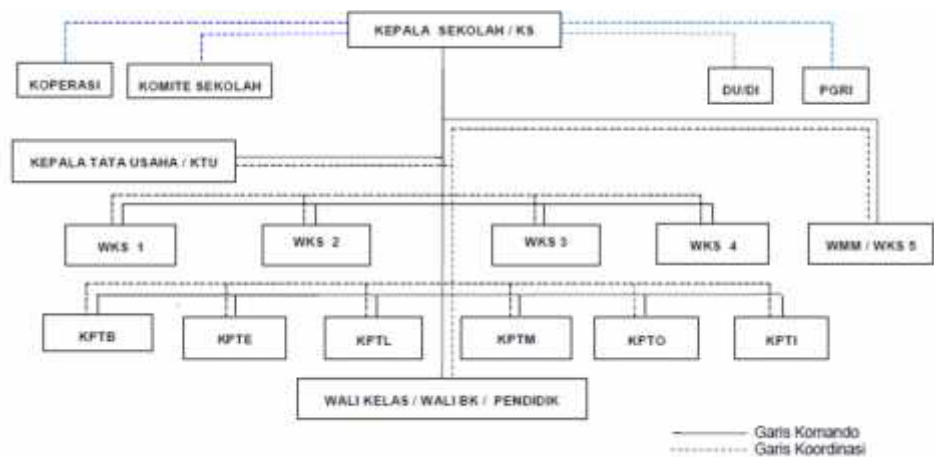 KEPALA SEKOLAH / KS
KOPERASI
KOMITE SEKOLAH
DU/DI
PGRI
KEPALA TATA USAHA / KTU
WKS 1
WKS 2
WKS 3
WKS 4
WMM / WKS 5
KPTB
KPTE
KPTL
KPTM
KPTO
KPTI
WALI KELAS / WALI BK / PENDIDIK
Garis Komando
Garis Koordinasi